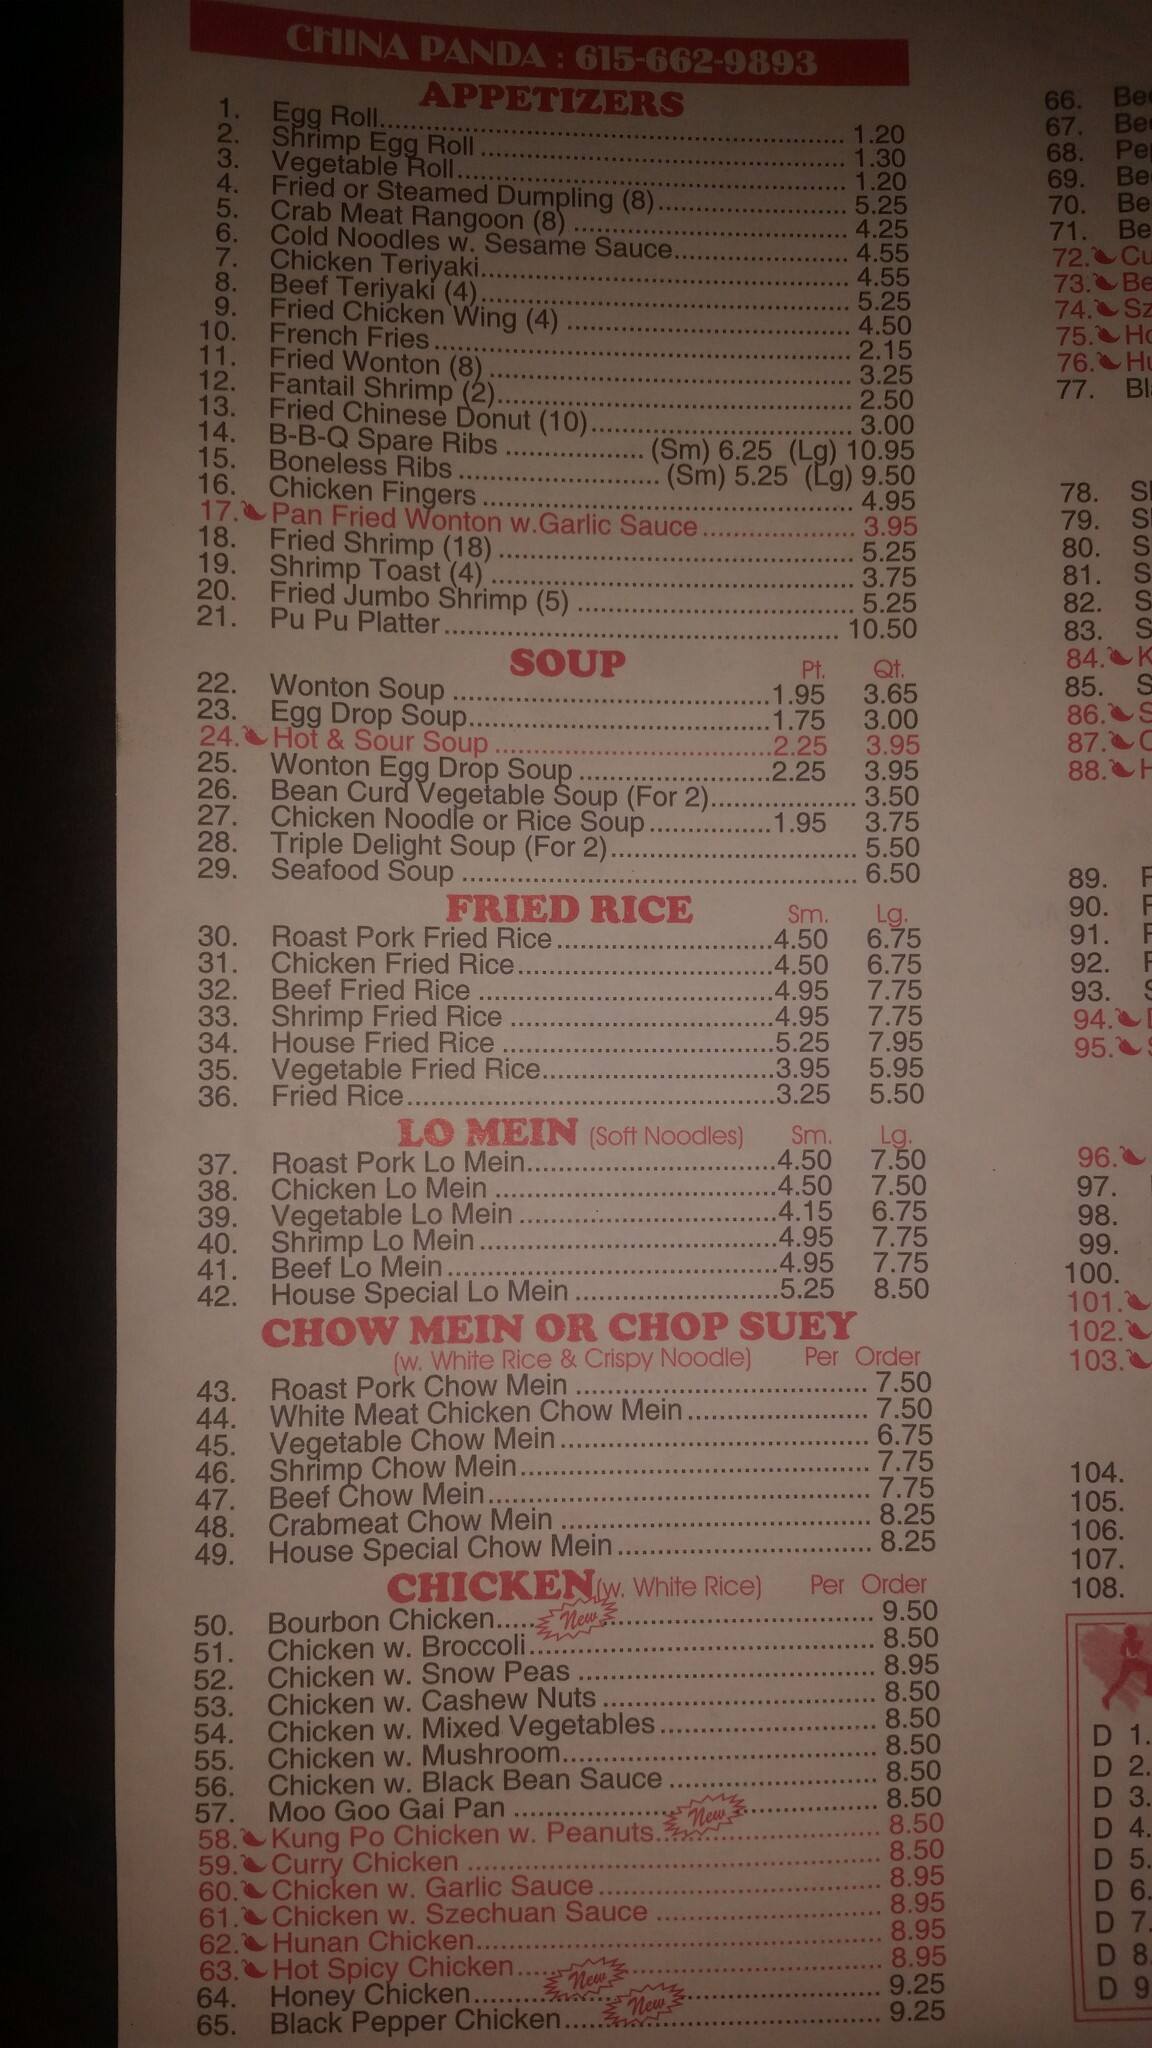 CHINA PANDA : 615-662-9893
APPETIZERS
1. Egg Roll 1.20
2. Shrimp Egg Roll 1.30
3. Vegetable Roll 1.20
4. Fried or Steamed Dumpling (8) 5.25
5. Crab Meat Rangoon (8) 4.25
6. Cold Noodles w. Sesame Sauce 4.55
7. Chicken Teriyaki 4.55
8. Beef Teriyaki (4) 5.25
9. Fried Chicken Wing (4) 4.50
10. French Fries 2.15
11. Fried Wonton (8) 3.25
12. Fantail Shrimp (2) 2.50
13. Fried Chinese Donut (10) 3.00
14. B-B-Q Spare Ribs (Sm) 6.25 (Lg) 10.95
15. Boneless Ribs (Sm) 5.25 (Lg) 9.50
16. Chicken Fingers 4.95
17. Pan Fried Wonton w.Garlic Sauce 3.95
18. Fried Shrimp (18) 5.25
19. Shrimp Toast (4) 3.75
20. Fried Jumbo Shrimp (5) 5.25
21. Pu Pu Platter 10.50
SOUP Pt. Qt.
22. Wonton Soup 1.95 3.65
23. Egg Drop Soup 1.75 3.00
24. Hot & Sour Soup 2.25 3.95
25. Wonton Egg Drop Soup 2.25 3.95
26. Bean Curd Vegetable Soup (For 2) 3.50
27. Chicken Noodle or Rice Soup 1.95 3.75
28. Triple Delight Soup (For 2) 5.50
29. Seafood Soup 6.50
FRIED RICE Sm. Lg.
30. Roast Pork Fried Rice 4.50 6.75
31. Chicken Fried Rice 4.50 6.75
32. Beef Fried Rice 4.95 7.75
33. Shrimp Fried Rice 4.95 7.75
34. House Fried Rice 5.25 7.95
35. Vegetable Fried Rice 3.95 5.95
36. Fried Rice 3.25 5.50
LO MEIN (Soft Noodles) Sm. Lg.
37. Roast Pork Lo Mein 4.50 7.50
38. Chicken Lo Mein 4.50 7.50
39. Vegetable Lo Mein 4.15 6.75
40. Shrimp Lo Mein 4.95 7.75
41. Beef Lo Mein 4.95 7.75
42. House Special Lo Mein 5.25 8.50
CHOW MEIN OR CHOP SUEY
(w. White Rice & Crispy Noodle) Per Order
43. Roast Pork Chow Mein 7.50
44. White Meat Chicken Chow Mein 7.50
45. Vegetable Chow Mein 6.75
46. Shrimp Chow Mein 7.75
47. Beef Chow Mein 7.75
48. Crabmeat Chow Mein 8.25
49. House Special Chow Mein 8.25
CHICKEN (w. White Rice) Per Order
50. Bourbon Chicken New 9.50
51. Chicken w. Broccoli 8.50
52. Chicken w. Snow Peas 8.95
53. Chicken w. Cashew Nuts 8.50
54. Chicken w. Mixed Vegetables 8.50
55. Chicken w. Mushroom 8.50
56. Chicken w. Black Bean Sauce 8.50
57. Moo Goo Gai Pan 8.50
58. Kung Po Chicken w. Peanuts New 8.50
59. Curry Chicken 8.50
60. Chicken w. Garlic Sauce 8.95
61. Chicken w. Szechuan Sauce 8.95
62. Hunan Chicken 8.95
63. Hot Spicy Chicken 8.95
64. Honey Chicken New 9.25
65. Black Pepper Chicken New 9.25
66.
67.
68.
69.
70.
71.
72.
73.
74.
75.
76.
77.
78.
79.
80.
81.
82.
83.
84.
85.
86.
87.
88.
89.
90.
91.
92.
93.
94.
95.
96.
97.
98.
99.
100.
101.
102.
103.
104.
105.
106.
107.
108.
D 1.
D 2.
D 3.
D 4.
D 5.
D 6.
D 7.
D 8.
D 9